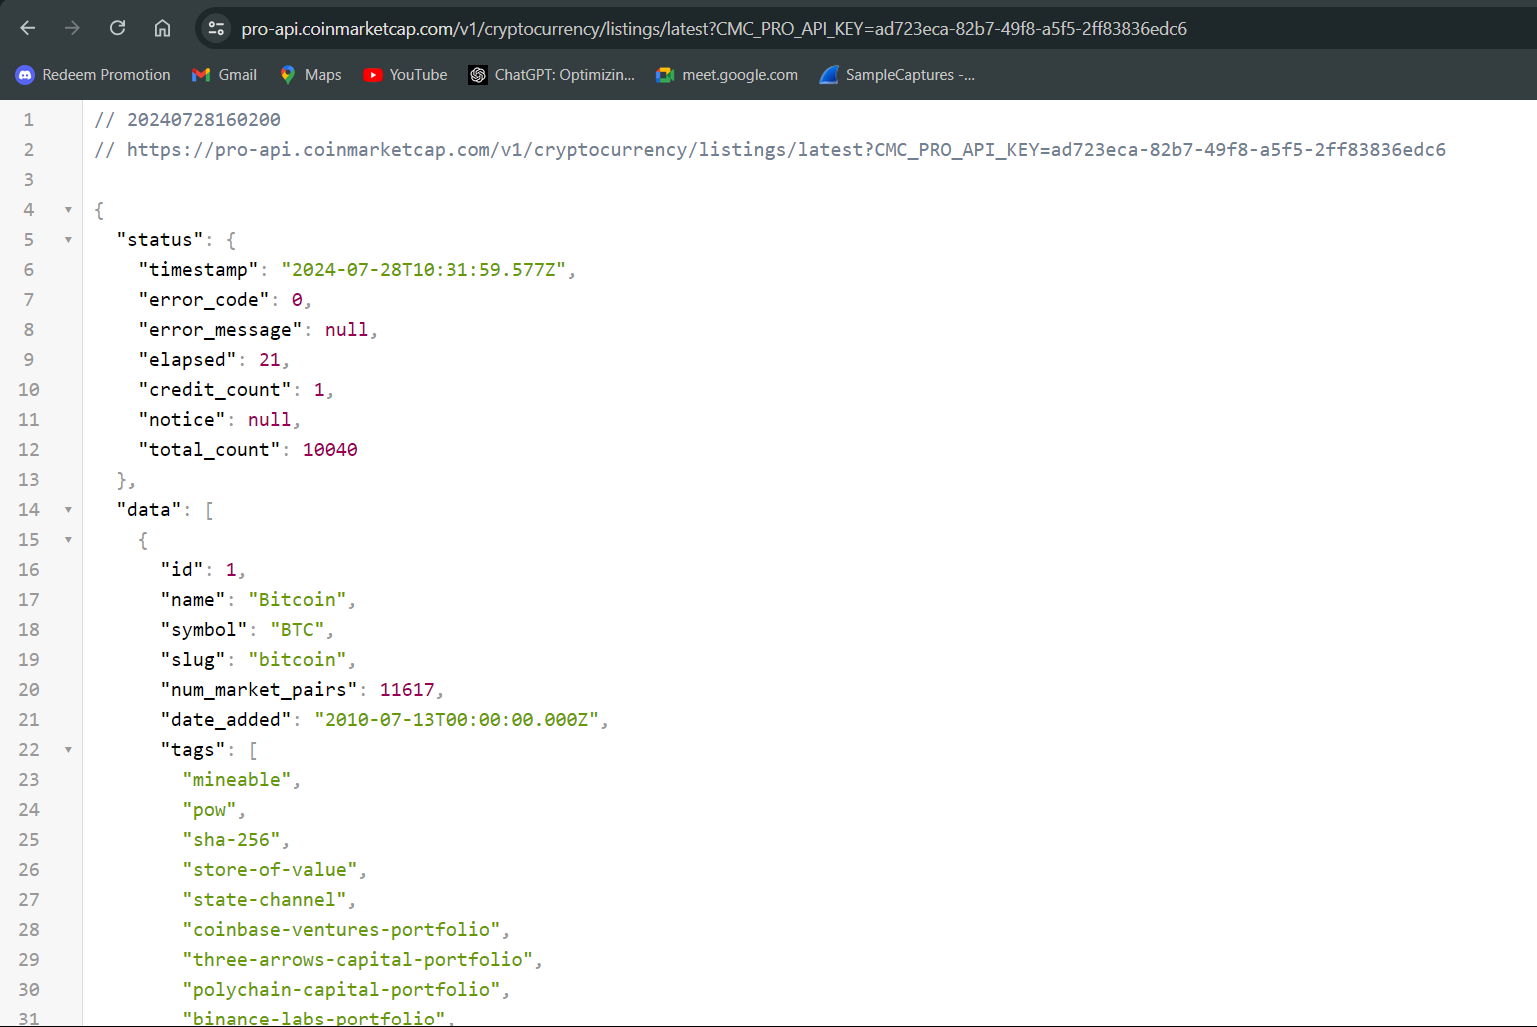 pro-api.coinmarketcap.com/v1/cryptocurrency/listings/latest?CMC_PRO_API_KEY=ad723eca-82b7-49f8-a5f5-2ff83836edc6
Redeem Promotion Gmail Maps YouTube ChatGPT: Optimizin... meet.google.com SampleCaptures -...
1 // 20240728160200
2 // https://pro-api.coinmarketcap.com/v1/cryptocurrency/listings/latest?CMC_PRO_API_KEY=ad723eca-82b7-49f8-a5f5-2ff83836edc6
3
4 {
5 "status": {
6 "timestamp": "2024-07-28T10:31:59.577Z",
7 "error_code": 0,
8 "error_message": null,
9 "elapsed": 21,
10 "credit_count": 1,
11 "notice": null,
12 "total_count": 10040
13 },
14 "data": [
15 {
16 "id": 1,
17 "name": "Bitcoin",
18 "symbol": "BTC",
19 "slug": "bitcoin",
20 "num_market_pairs": 11617,
21 "date_added": "2010-07-13T00:00:00.000Z",
22 "tags": [
23 "mineable",
24 "pow",
25 "sha-256",
26 "store-of-value",
27 "state-channel",
28 "coinbase-ventures-portfolio",
29 "three-arrows-capital-portfolio",
30 "polychain-capital-portfolio",
31 "binance-labs-portfolio",